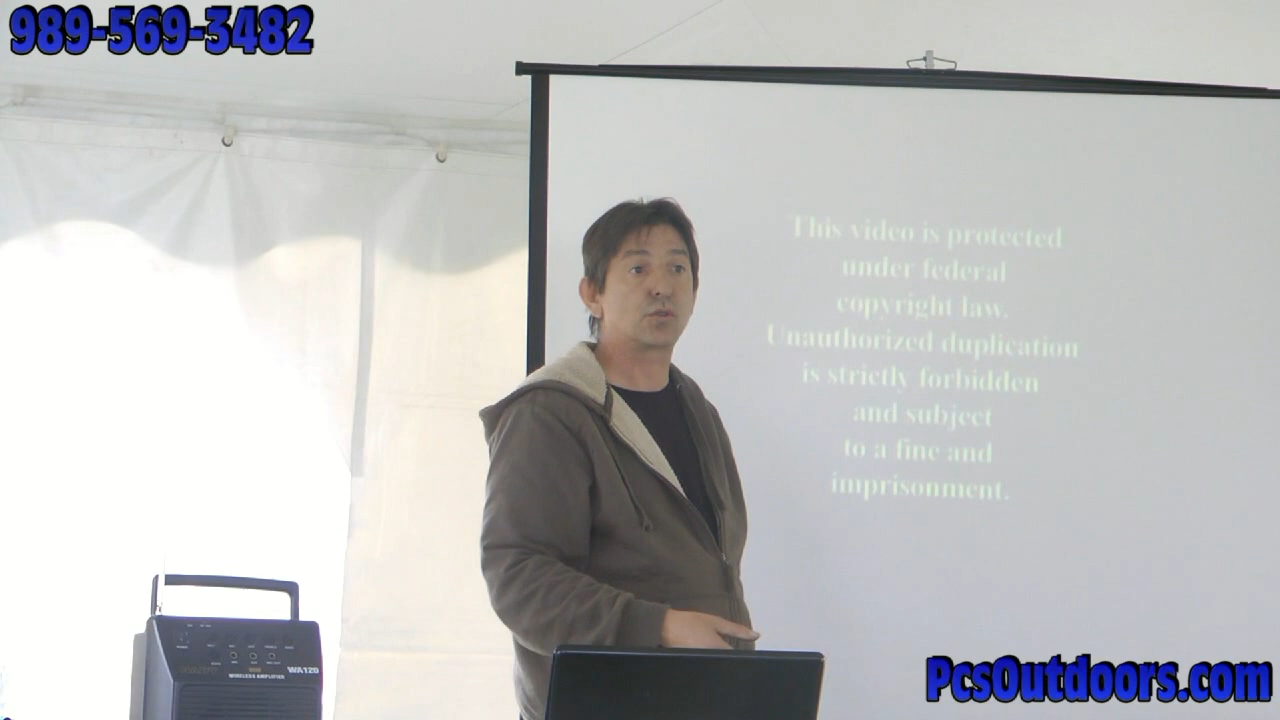 989-569-3482
This video is protected
under federal
copyright law.
Unauthorized duplication
is strictly forbidden
and subject
to a fine and
imprisonment.
WA120
WIRELESS AMPLIFIER
PcsOutdoors.com